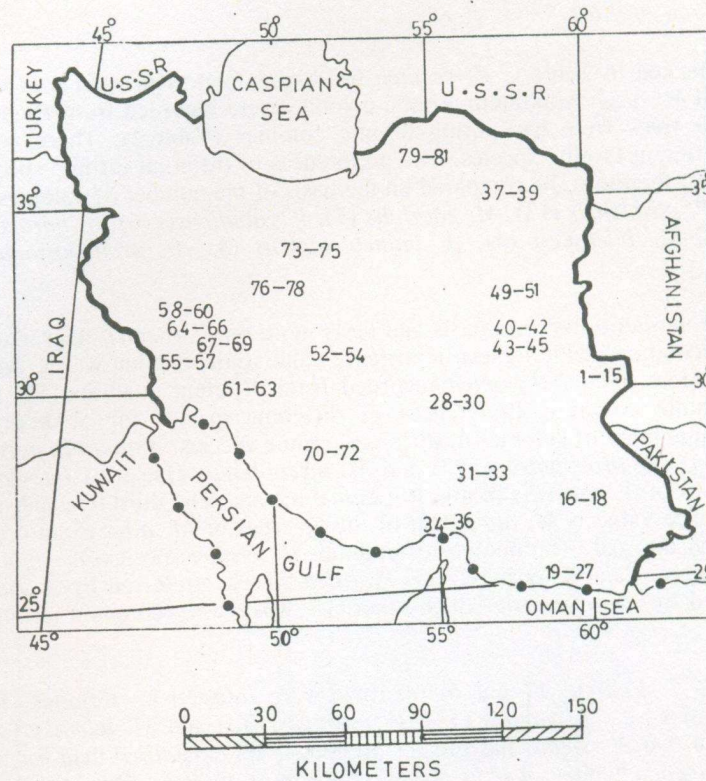 45°
50°
55°
60°
TURKEY
U·S·S·R
CASPIAN
SEA
U·S·S·R
79-81
37-39
35
35°
AFGHANISTAN
73-75
76-78
49-51
58-60
64-66
40-42
67-69
43-45
IRAQ
55-57
52-54
1-15
30°
30°
61-63
28-30
70-72
KUWAIT
PERSIAN GULF
31-33
16-18
PAKISTAN
34-36
19-27
25°
OMAN SEA
45°
50°
55°
60°
0 30 60 90 120 150
KILOMETERS